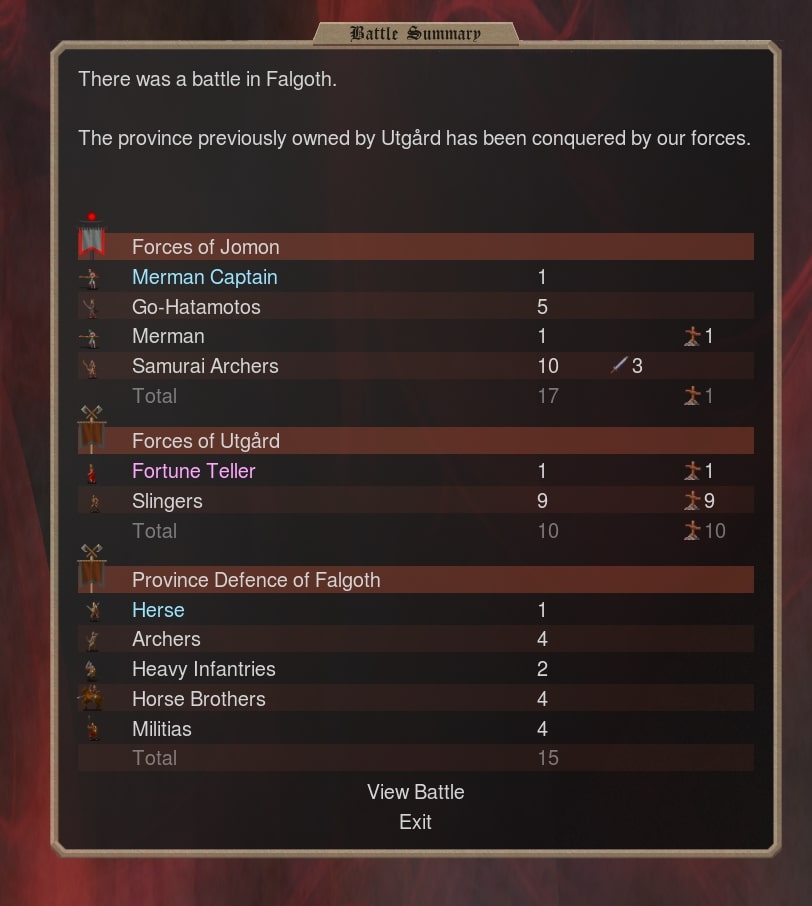 Battle Summary
There was a battle in Falgoth.
The province previously owned by Utgård has been conquered by our forces.
Forces of Jomon
Merman Captain 1
Go-Hatamotos 5
Merman 1 1
Samurai Archers 10 3
Total 17 1
Forces of Utgård
Fortune Teller 1 1
Slingers 9 9
Total 10 10
Province Defence of Falgoth
Herse 1
Archers 4
Heavy Infantries 2
Horse Brothers 4
Militias 4
Total 15
View Battle
Exit